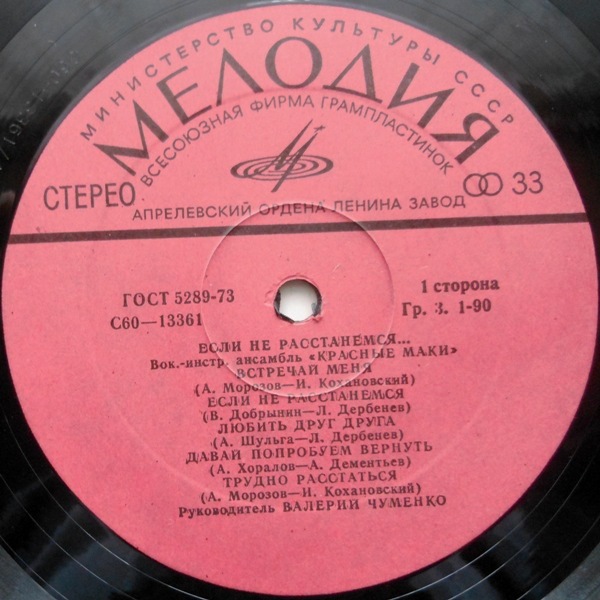 МИНИСТЕРСТВО КУЛЬТУРЫ СССР
МЕЛОДИЯ
ВСЕСОЮЗНАЯ ФИРМА ГРАМПЛАСТИНОК
СТЕРЕО
33
АПРЕЛЕВСКИЙ ОРДЕНА ЛЕНИНА ЗАВОД
ГОСТ 5289-73
С60—13361
1 сторона
Гр. 3. 1-90
ЕСЛИ НЕ РАССТАНЕМСЯ...
Вок.-инстр. ансамбль «КРАСНЫЕ МАКИ»
ВСТРЕЧАЙ МЕНЯ
(А. Морозов—И. Кохановский)
ЕСЛИ НЕ РАССТАНЕМСЯ
(В. Добрынин—Л. Дербенев)
ЛЮБИТЬ ДРУГ ДРУГА
(А. Шульга—Л. Дербенев)
ДАВАЙ ПОПРОБУЕМ ВЕРНУТЬ
(А. Хоралов—А. Дементьев)
ТРУДНО РАССТАТЬСЯ
(А. Морозов—И. Кохановский)
Руководитель ВАЛЕРИЙ ЧУМЕНКО